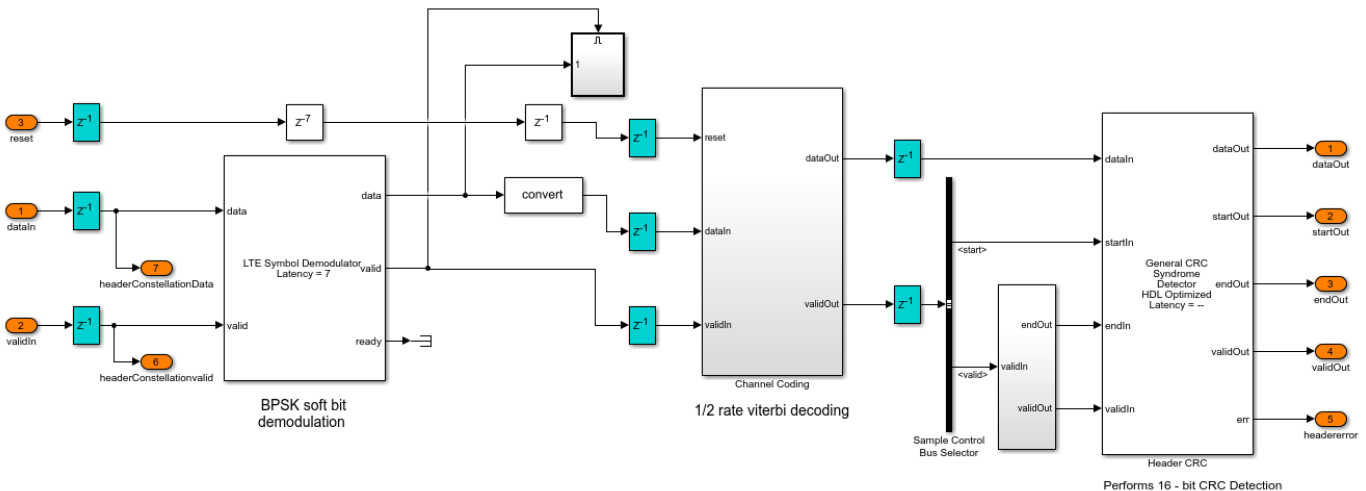 1
3
reset
z-1
z-7
z-1
z-1
reset
dataOut
z-1
dataIn
dataOut
1
dataOut
data
convert
1
dataIn
z-1
data
z-1
dataIn
startOut
2
startOut
<start>
startIn
LTE Symbol Demodulator
Latency = 7
valid
7
headerConstellationData
General CRC
Syndrome
Detector
HDL Optimized
Latency = --
endOut
3
endOut
validOut
z-1
2
validIn
z-1
valid
z-1
validIn
endOut
endIn
ready
validOut
4
validOut
6
headerConstellationvalid
<valid>
validIn
Channel Coding
BPSK soft bit
demodulation
1/2 rate viterbi decoding
validOut
validIn
err
5
headererror
Sample Control
Bus Selector
Header CRC
Performs 16 - bit CRC Detection